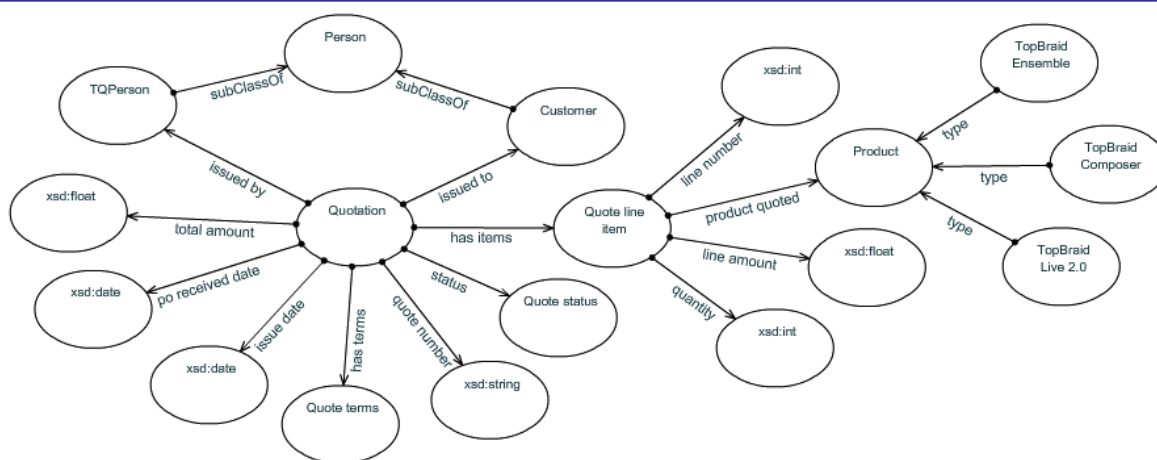 Person
TQPerson
subClassOf
subClassOf
Customer
issued by
issued to
xsd:float
total amount
Quotation
has items
po received date
xsd:date
issue date
xsd:date
has terms
Quote terms
quote number
xsd:string
status
Quote status
Quote line
item
line number
xsd:int
product quoted
Product
line amount
xsd:float
quantity
xsd:int
TopBraid
Ensemble
type
TopBraid
Composer
type
TopBraid
Live 2.0
type